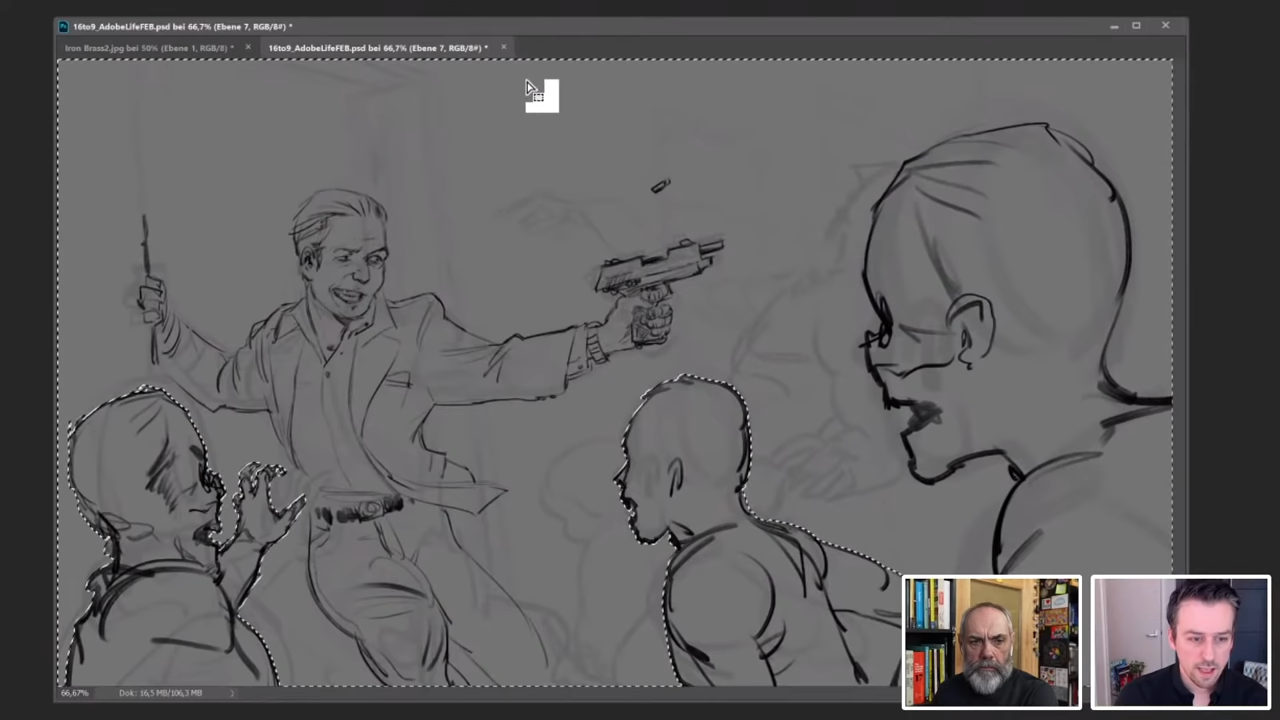 16to9_AdobeLifeFEB.psd bei 66,7% (Ebene 7, RGB/8#) *
Iron Brass2.jpg bei 50% (Ebene 1, RGB/8) *
16to9_AdobeLifeFEB.psd bei 66,7% (Ebene 7, RGB/8#) *
66,67%
Dok: 16,5 MB/106,3 MB